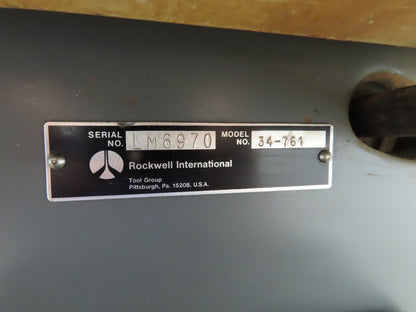 SERIAL NO. LM6970 MODEL NO. 34-761
Rockwell International
Tool Group
Pittsburgh, Pa. 15208, U.S.A.